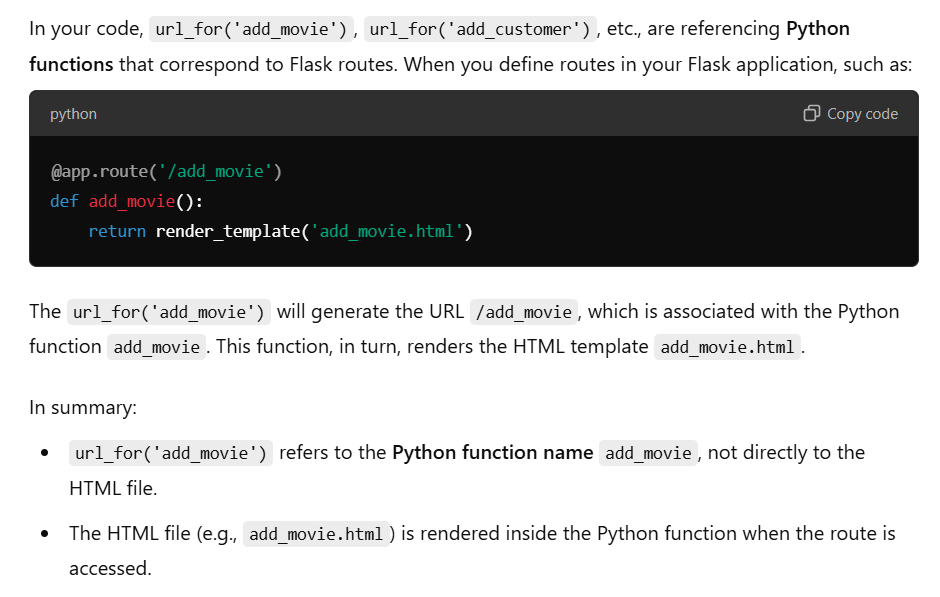 In your code, url_for('add_movie'), url_for('add_customer'), etc., are referencing Python
functions that correspond to Flask routes. When you define routes in your Flask application, such as:
python
Copy code
@app.route('/add_movie')
def add_movie():
    return render_template('add_movie.html')
The url_for('add_movie') will generate the URL /add_movie, which is associated with the Python
function add_movie. This function, in turn, renders the HTML template add_movie.html.
In summary:
• url_for('add_movie') refers to the Python function name add_movie, not directly to the
HTML file.
• The HTML file (e.g., add_movie.html) is rendered inside the Python function when the route is
accessed.